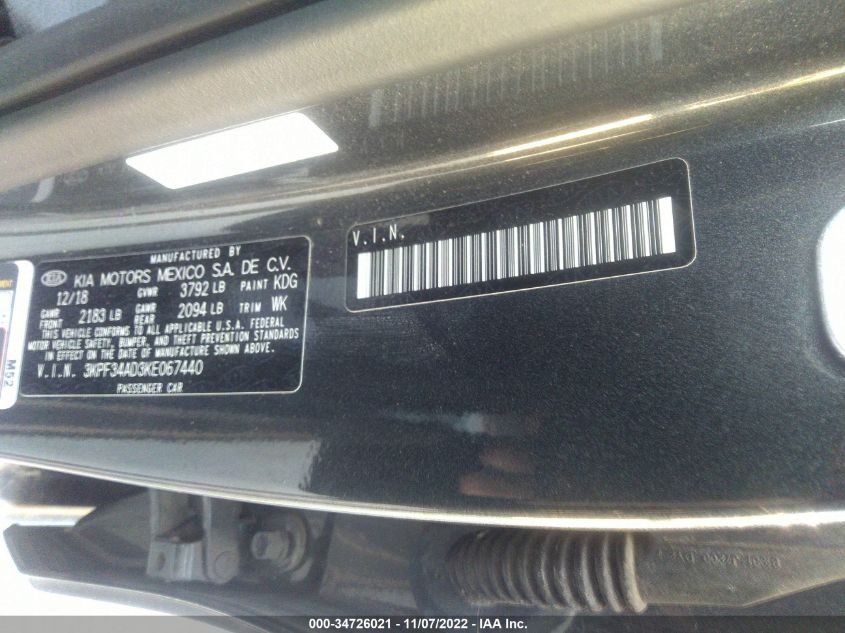 V.I.N.
MANUFACTURED BY
KIA KIA MOTORS MEXICO S.A. DE C.V.
12/18 GVWR 3792 LB PAINT KDG
GAWR FRONT 2183 LB GAWR REAR 2094 LB TRIM WK
THIS VEHICLE CONFORMS TO ALL APPLICABLE U.S.A. FEDERAL
MOTOR VEHICLE SAFETY, BUMPER, AND THEFT PREVENTION STANDARDS
IN EFFECT ON THE DATE OF MANUFACTURE SHOWN ABOVE.
V.I.N. 3KPF34AD3KE067440
PASSENGER CAR
M52
000-34726021 - 11/07/2022 - IAA Inc.